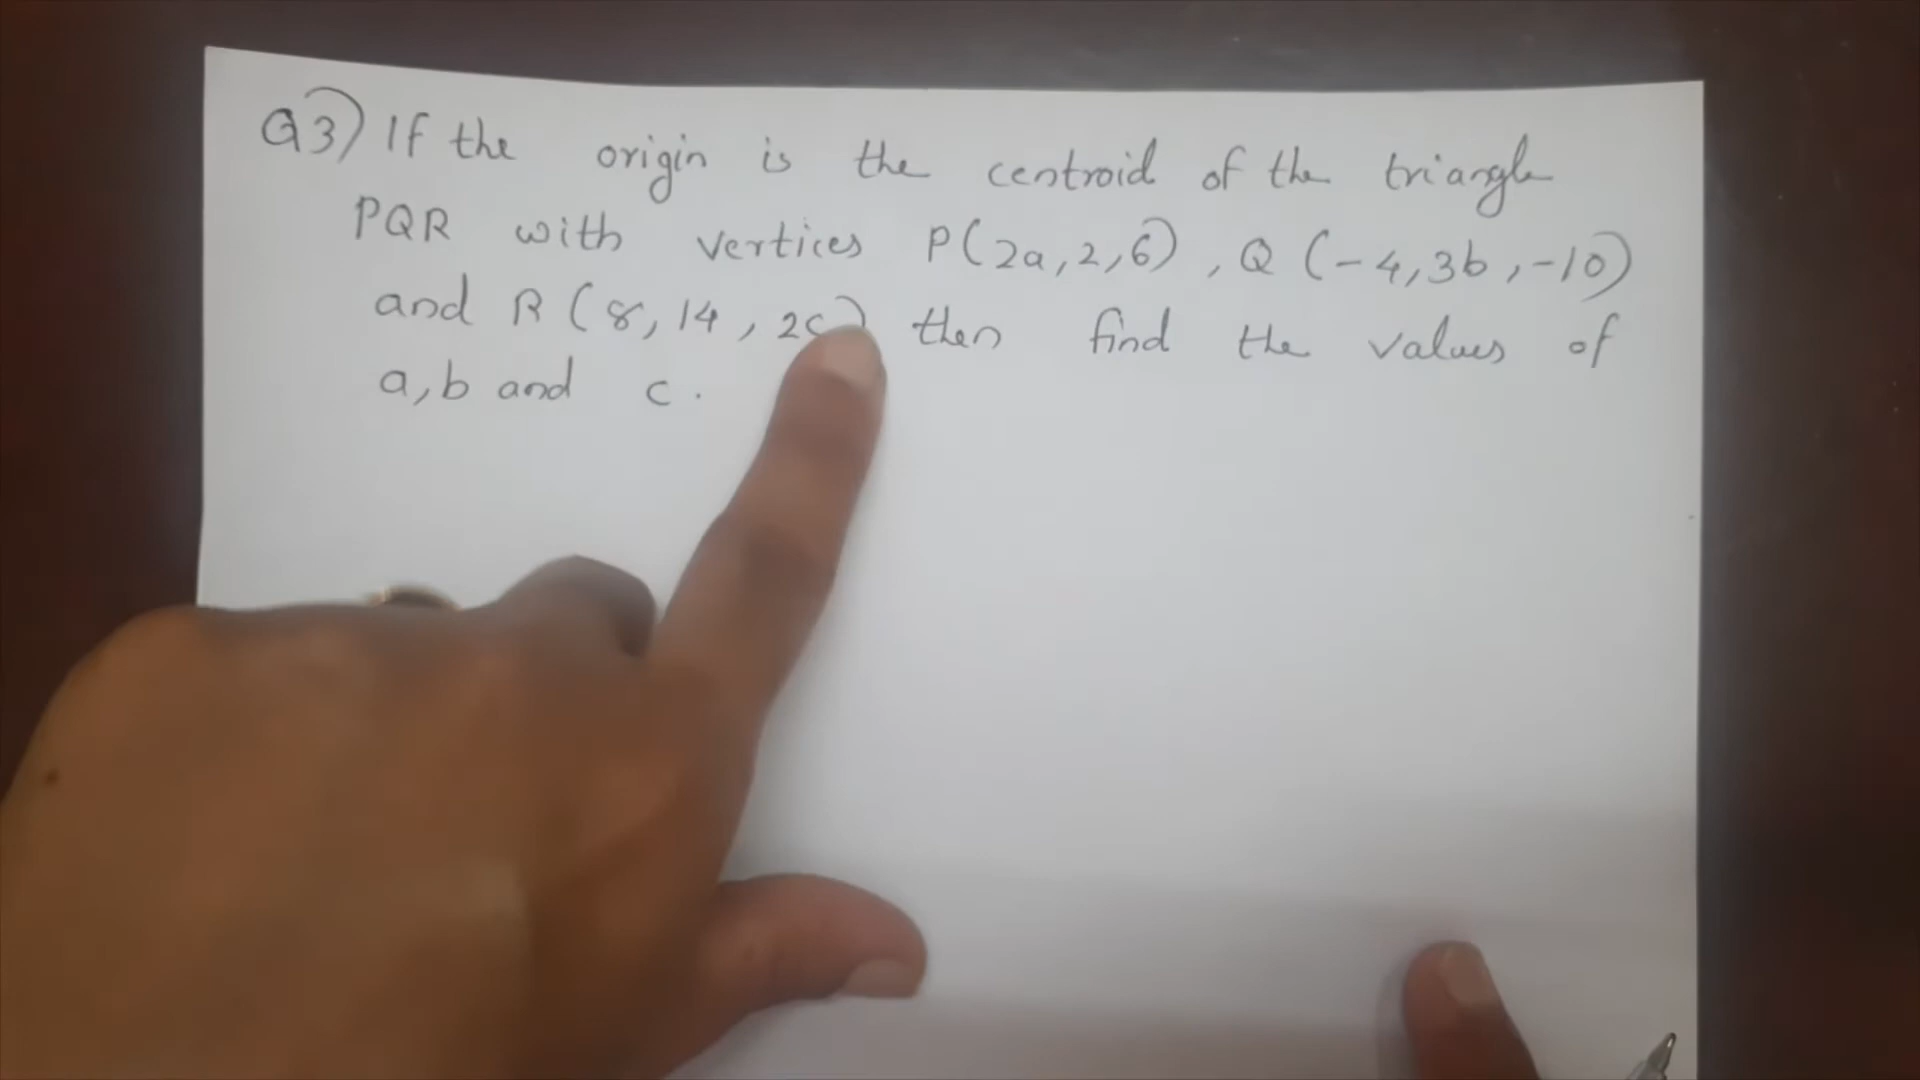 Q3) If the origin is the centroid of the triangle
PQR with vertices P(2a,2,6), Q (-4,3b,-10)
and R (8,14,2c) then find the values of
a,b and c.